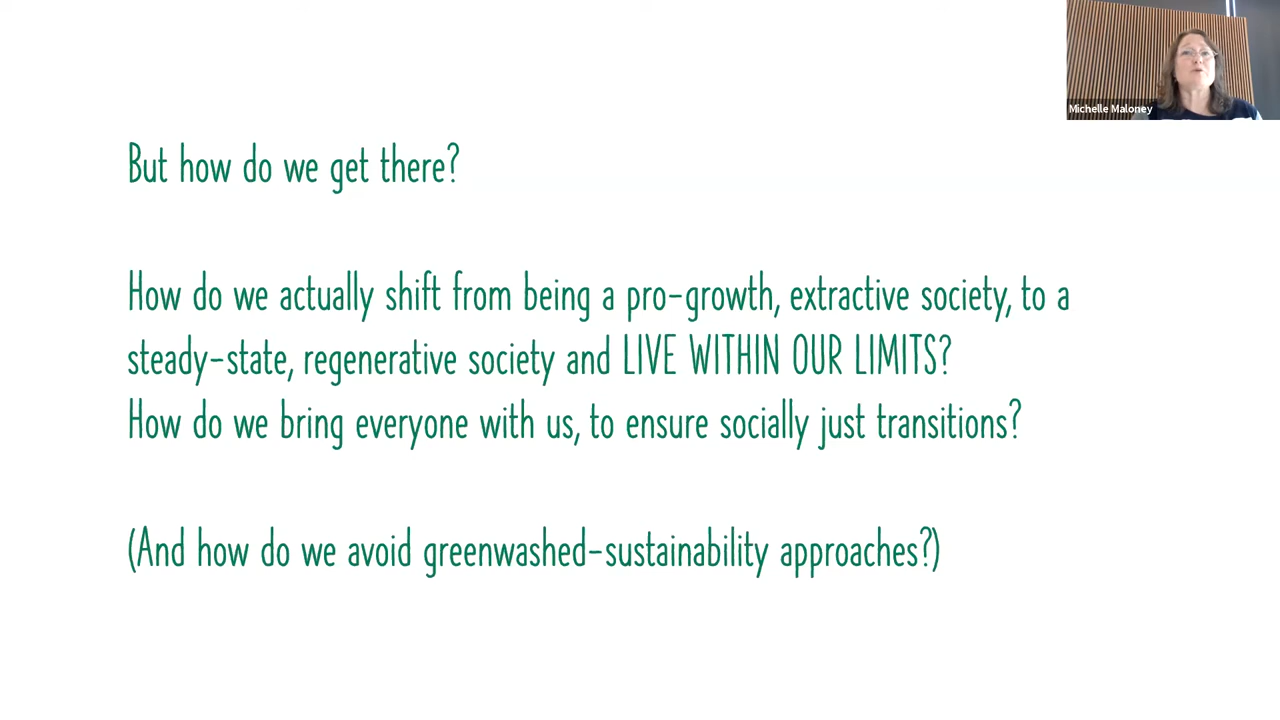 Michelle Maloney
But how do we get there?
How do we actually shift from being a pro-growth, extractive society, to a
steady-state, regenerative society and LIVE WITHIN OUR LIMITS?
How do we bring everyone with us, to ensure socially just transitions?
(And how do we avoid greenwashed-sustainability approaches?)